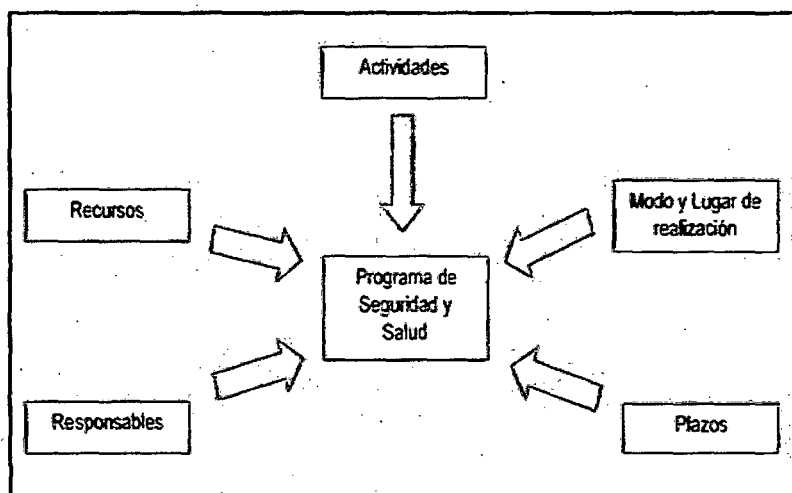 Actividades
Recursos
Modo y Lugar de
realización
Programa de
Seguridad y
Salud
Responsables
Plazos